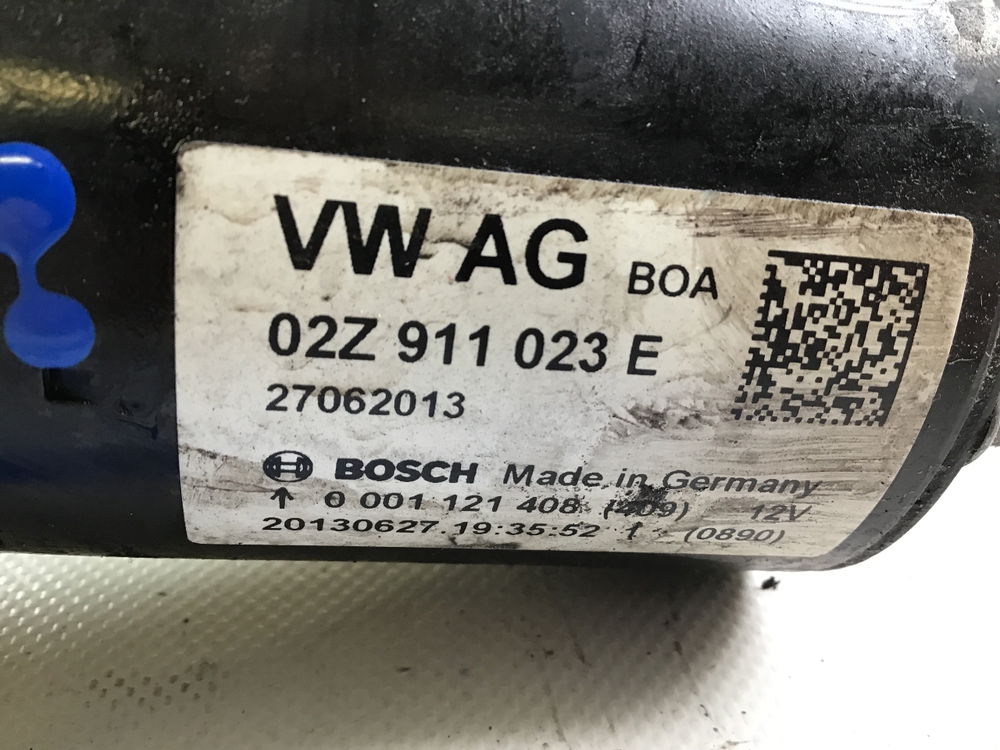 VW AG BOA
02Z 911 023 E
27062013
BOSCH Made in Germany
↑ 0 001 121 408 (409) 12V
20130627.19:35:52 (0890)